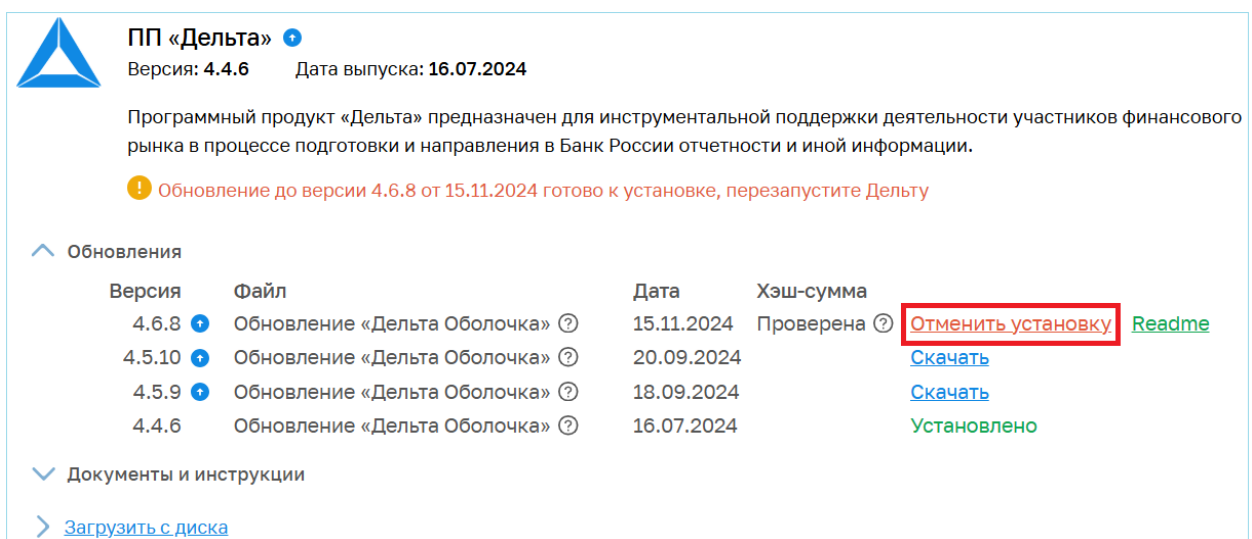 ПП «Дельта»
Версия: 4.4.6 Дата выпуска: 16.07.2024
Программный продукт «Дельта» предназначен для инструментальной поддержки деятельности участников финансового
рынка в процессе подготовки и направления в Банк России отчетности и иной информации.
Обновление до версии 4.6.8 от 15.11.2024 готово к установке, перезапустите Дельту
Обновления
Версия Файл Дата Хэш-сумма
4.6.8 Обновление «Дельта Оболочка» 15.11.2024 Проверена Отменить установку Readme
4.5.10 Обновление «Дельта Оболочка» 20.09.2024 Скачать
4.5.9 Обновление «Дельта Оболочка» 18.09.2024 Скачать
4.4.6 Обновление «Дельта Оболочка» 16.07.2024 Установлено
Документы и инструкции
Загрузить с диска